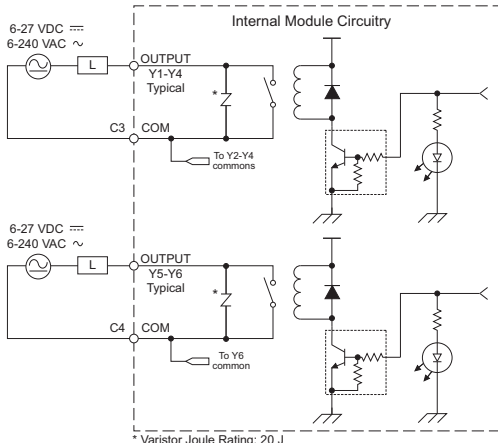 Internal Module Circuitry
6-27 VDC ⎓
6-240 VAC ∿
L
OUTPUT
Y1-Y4
Typical
*
C3 COM
To Y2-Y4
commons
6-27 VDC ⎓
6-240 VAC ∿
L
OUTPUT
Y5-Y6
Typical
*
C4 COM
To Y6
common
* Varistor Joule Rating: 20 J